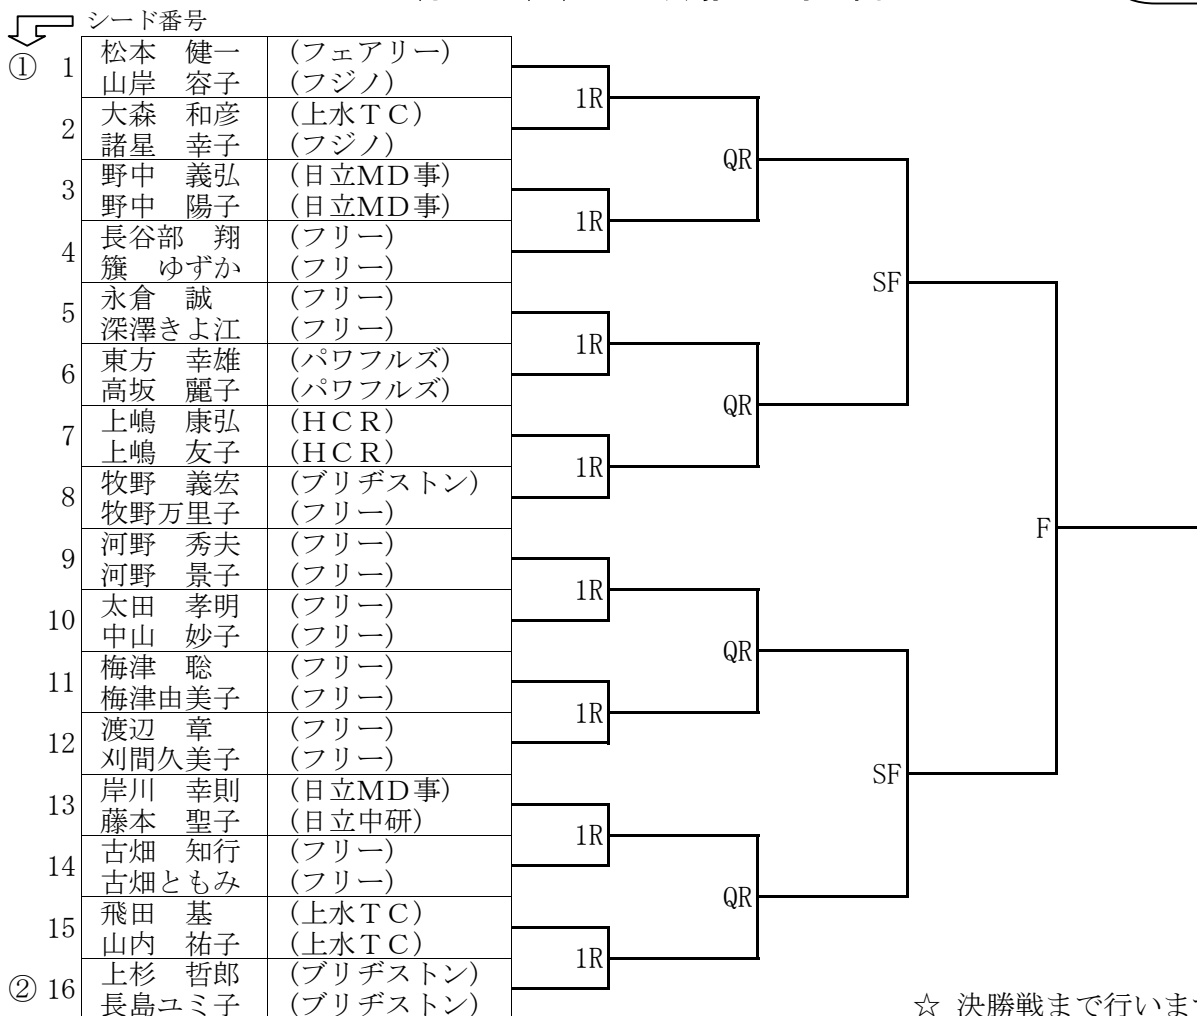 シード番号
① 1 松本 健一 (フェアリー)
山岸 容子 (フジノ)
1R
2 大森 和彦 (上水ＴＣ)
諸星 幸子 (フジノ)
QR
3 野中 義弘 (日立MD事)
野中 陽子 (日立MD事)
1R
4 長谷部 翔 (フリー)
籏 ゆずか (フリー)
SF
5 永倉 誠 (フリー)
深澤きよ江 (フリー)
1R
6 東方 幸雄 (パワフルズ)
高坂 麗子 (パワフルズ)
QR
7 上嶋 康弘 (ＨＣＲ)
上嶋 友子 (ＨＣＲ)
1R
8 牧野 義宏 (ブリヂストン)
牧野万里子 (フリー)
F
9 河野 秀夫 (フリー)
河野 景子 (フリー)
1R
10 太田 孝明 (フリー)
中山 妙子 (フリー)
QR
11 梅津 聡 (フリー)
梅津由美子 (フリー)
1R
12 渡辺 章 (フリー)
刈間久美子 (フリー)
SF
13 岸川 幸則 (日立MD事)
藤本 聖子 (日立中研)
1R
14 古畑 知行 (フリー)
古畑ともみ (フリー)
QR
15 飛田 基 (上水ＴＣ)
山内 祐子 (上水ＴＣ)
1R
② 16 上杉 哲郎 (ブリヂストン)
長島ユミ子 (ブリヂストン)
☆ 決勝戦まで行います